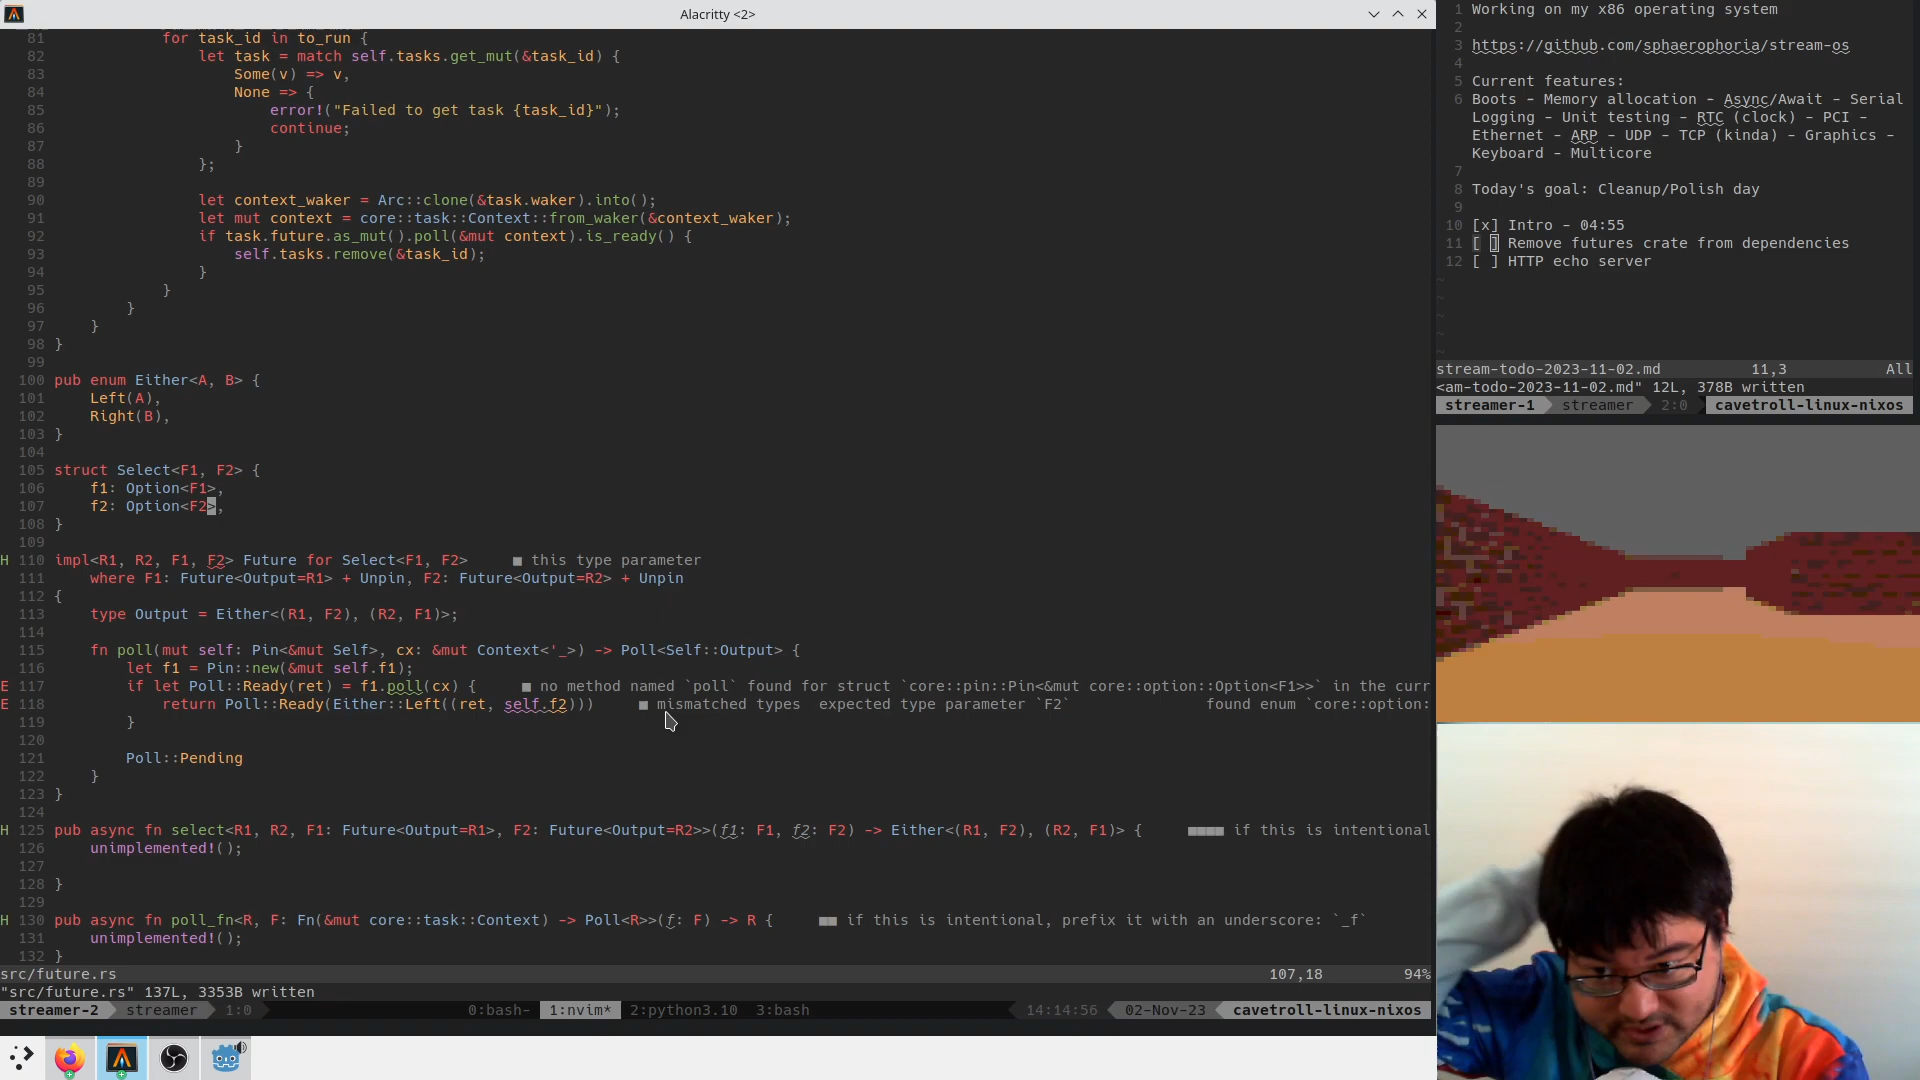 Alacritty <2>
81 for task_id in to_run {
82 let task = match self.tasks.get_mut(&task_id) {
83 Some(v) => v,
84 None => {
85 error!("Failed to get task {task_id}");
86 continue;
87 }
88 };
89
90 let context_waker = Arc::clone(&task.waker).into();
91 let mut context = core::task::Context::from_waker(&context_waker);
92 if task.future.as_mut().poll(&mut context).is_ready() {
93 self.tasks.remove(&task_id);
94 }
95 }
96 }
97 }
98 }
99
100 pub enum Either<A, B> {
101 Left(A),
102 Right(B),
103 }
104
105 struct Select<F1, F2> {
106 f1: Option<F1>,
107 f2: Option<F2>,
108 }
109
H 110 impl<R1, R2, F1, F2> Future for Select<F1, F2> ■ this type parameter
111 where F1: Future<Output=R1> + Unpin, F2: Future<Output=R2> + Unpin
112 {
113 type Output = Either<(R1, F2), (R2, F1)>;
114
115 fn poll(mut self: Pin<&mut Self>, cx: &mut Context<'_>) -> Poll<Self::Output> {
116 let f1 = Pin::new(&mut self.f1);
E 117 if let Poll::Ready(ret) = f1.poll(cx) { ■ no method named `poll` found for struct `core::pin::Pin<&mut core::option::Option<F1>>` in the curr
E 118 return Poll::Ready(Either::Left((ret, self.f2))) ■ mismatched types expected type parameter `F2` found enum `core::option:
119 }
120
121 Poll::Pending
122 }
123 }
124
H 125 pub async fn select<R1, R2, F1: Future<Output=R1>, F2: Future<Output=R2>>(f1: F1, f2: F2) -> Either<(R1, F2), (R2, F1)> { ■■■■ if this is intentional
126 unimplemented!();
127
128 }
129
H 130 pub async fn poll_fn<R, F: Fn(&mut core::task::Context) -> Poll<R>>(f: F) -> R { ■■ if this is intentional, prefix it with an underscore: `_f`
131 unimplemented!();
132 }
src/future.rs 107,18 94%
"src/future.rs" 137L, 3353B written
streamer-2 streamer 1:0 0:bash- 1:nvim* 2:python3.10 3:bash 14:14:56 02-Nov-23 cavetroll-linux-nixos
1 Working on my x86 operating system
2
3 https://github.com/sphaerophoria/stream-os
4
5 Current features:
6 Boots - Memory allocation - Async/Await - Serial
Logging - Unit testing - RTC (clock) - PCI -
Ethernet - ARP - UDP - TCP (kinda) - Graphics -
Keyboard - Multicore
7
8 Today's goal: Cleanup/Polish day
9
10 [x] Intro - 04:55
11 [ ] Remove futures crate from dependencies
12 [ ] HTTP echo server
~
~
~
~
~
stream-todo-2023-11-02.md 11,3 All
<am-todo-2023-11-02.md" 12L, 378B written
streamer-1 streamer 2:0 cavetroll-linux-nixos